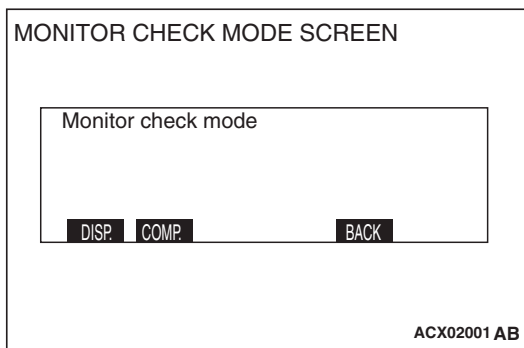 MONITOR CHECK MODE SCREEN
Monitor check mode
DISP. COMP. BACK
ACX02001 AB